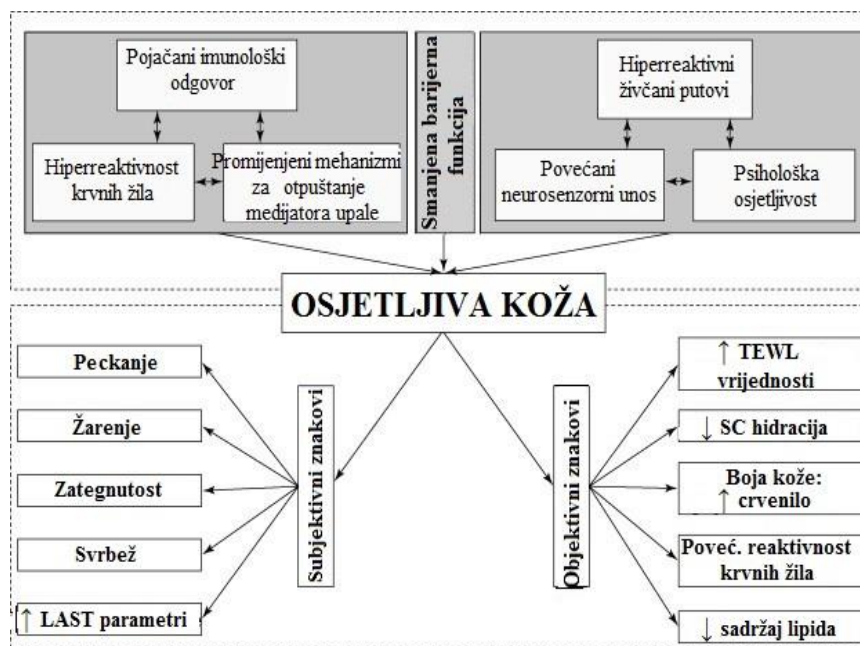 Pojačani imunološki
odgovor
Hiperreaktivnost
krvnih žila
Promijenjeni mehanizmi
za otpuštanje
medijatora upale
Smanjena barijerna
funkcija
Hiperreaktivni
živčani putovi
Povećani
neurosenzorni unos
Psihološka
osjetljivost
OSJETLJIVA KOŽA
Subjektivni znakovi
Peckanje
Žarenje
Zategnutost
Svrbež
↑ LAST parametri
Objektivni znakovi
↑ TEWL
vrijednosti
↓ SC hidracija
Boja kože:
↑ crvenilo
Poveć. reaktivnost
krvnih žila
↓ sadržaj lipida